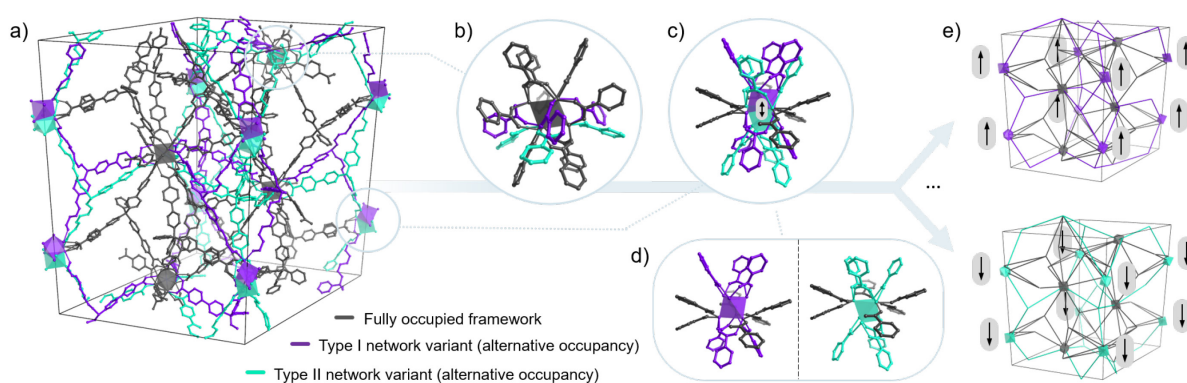 a)
b)
c)
d)
e)
...
Fully occupied framework
Type I network variant (alternative occupancy)
Type II network variant (alternative occupancy)